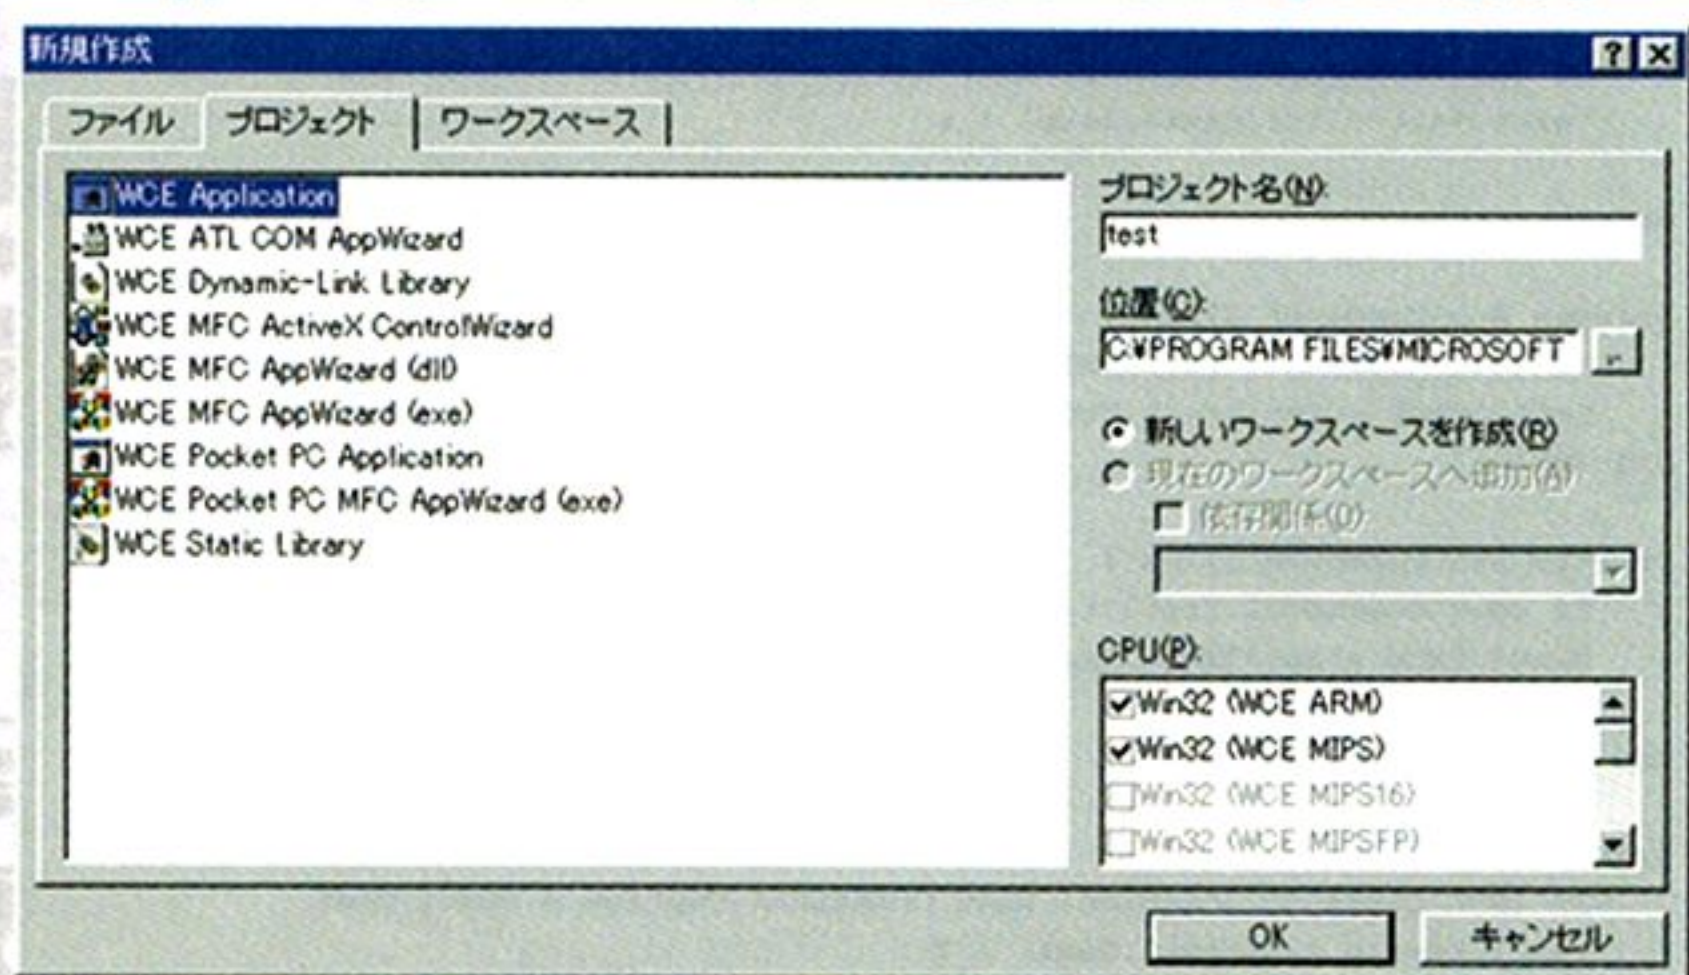 新規作成
ファイル
プロジェクト
ワークスペース
WCE Application
WCE ATL COM AppWizard
WCE Dynamic-Link Library
WCE MFC ActiveX ControlWizard
WCE MFC AppWizard (dll)
WCE MFC AppWizard (exe)
WCE Pocket PC Application
WCE Pocket PC MFC AppWizard (exe)
WCE Static Library
プロジェクト名(N):
test
位置(C):
C:¥PROGRAM FILES¥MICROSOFT
...
新しいワークスペースを作成(R)
現在のワークスペースへ追加(A)
依存関係(D):
CPU(P):
Win32 (WCE ARM)
Win32 (WCE MIPS)
Win32 (WCE MIPS16)
Win32 (WCE MIPSFP)
OK
キャンセル